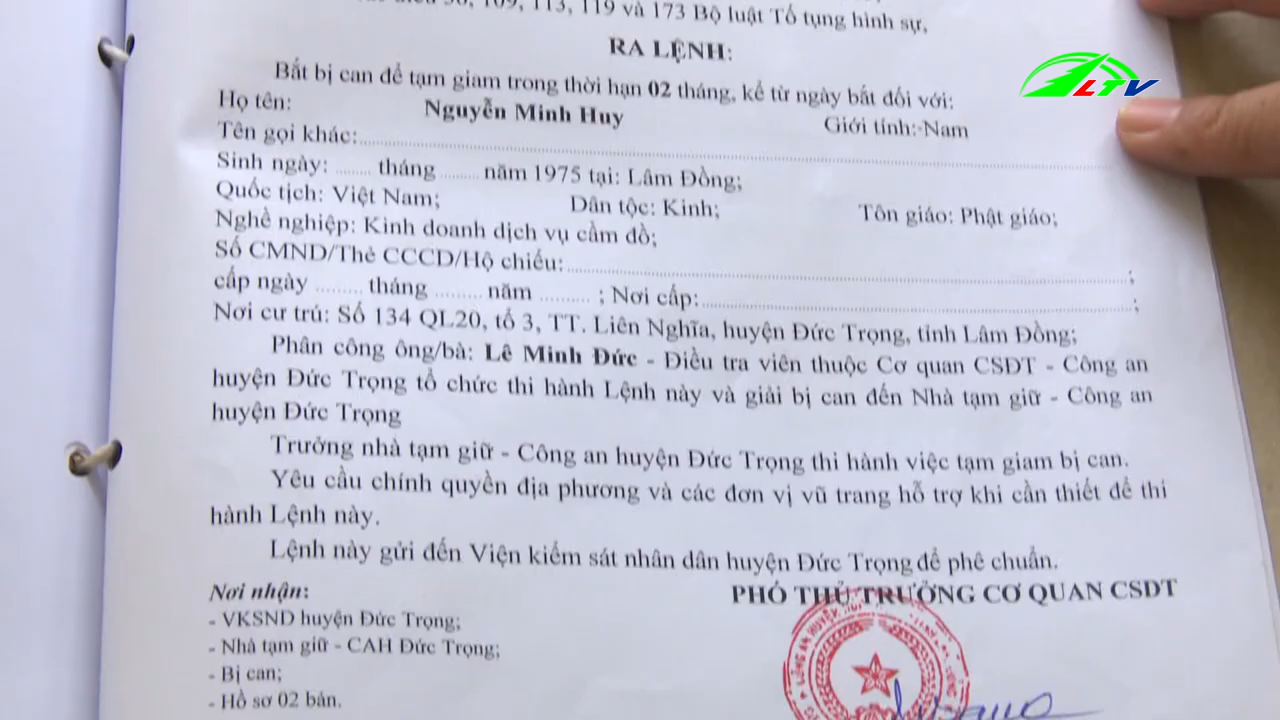 109, 113, 119 và 173 Bộ luật Tố tụng hình sự,
RA LỆNH:
LTV
Bắt bị can để tạm giam trong thời hạn 02 tháng, kể từ ngày bắt đối với:
Họ tên: Nguyễn Minh Huy Giới tính: Nam
Tên gọi khác:
Sinh ngày: ........ tháng ........ năm 1975 tại: Lâm Đồng;
Quốc tịch: Việt Nam; Dân tộc: Kinh; Tôn giáo: Phật giáo;
Nghề nghiệp: Kinh doanh dịch vụ cầm đồ;
Số CMND/Thẻ CCCD/Hộ chiếu: ;
cấp ngày ......... tháng ......... năm ......... ; Nơi cấp: ;
Nơi cư trú: Số 134 QL20, tổ 3, TT. Liên Nghĩa, huyện Đức Trọng, tỉnh Lâm Đồng;
Phân công ông/bà: Lê Minh Đức - Điều tra viên thuộc Cơ quan CSĐT - Công an
huyện Đức Trọng tổ chức thi hành Lệnh này và giải bị can đến Nhà tạm giữ - Công an
huyện Đức Trọng
Trưởng nhà tạm giữ - Công an huyện Đức Trọng thi hành việc tạm giam bị can.
Yêu cầu chính quyền địa phương và các đơn vị vũ trang hỗ trợ khi cần thiết để thi
hành Lệnh này.
Lệnh này gửi đến Viện kiểm sát nhân dân huyện Đức Trọng để phê chuẩn.
Nơi nhận:
- VKSND huyện Đức Trọng;
- Nhà tạm giữ - CAH Đức Trọng;
- Bị can;
- Hồ sơ 02 bản.
PHÓ THỦ TRƯỞNG CƠ QUAN CSDT